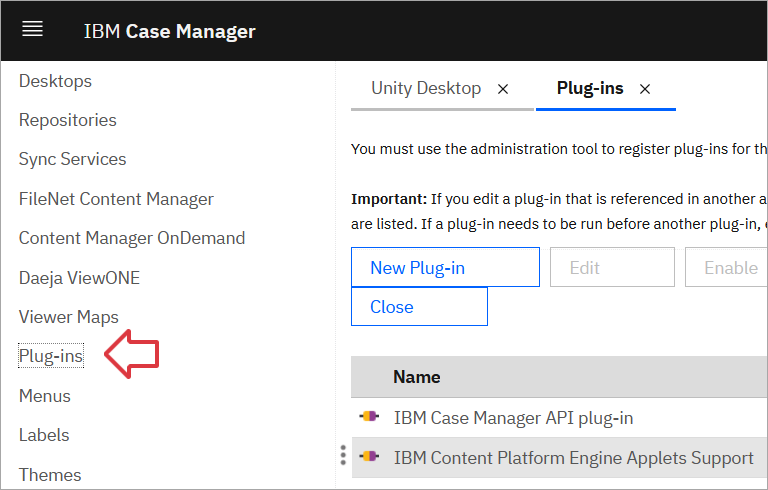 IBM Case Manager
Desktops
Repositories
Sync Services
FileNet Content Manager
Content Manager OnDemand
Daeja ViewONE
Viewer Maps
Plug-ins
Menus
Labels
Themes
Unity Desktop
Plug-ins
You must use the administration tool to register plug-ins for th
Important: If you edit a plug-in that is referenced in another a
are listed. If a plug-in needs to be run before another plug-in,
New Plug-in
Edit
Enable
Close
Name
IBM Case Manager API plug-in
IBM Content Platform Engine Applets Support